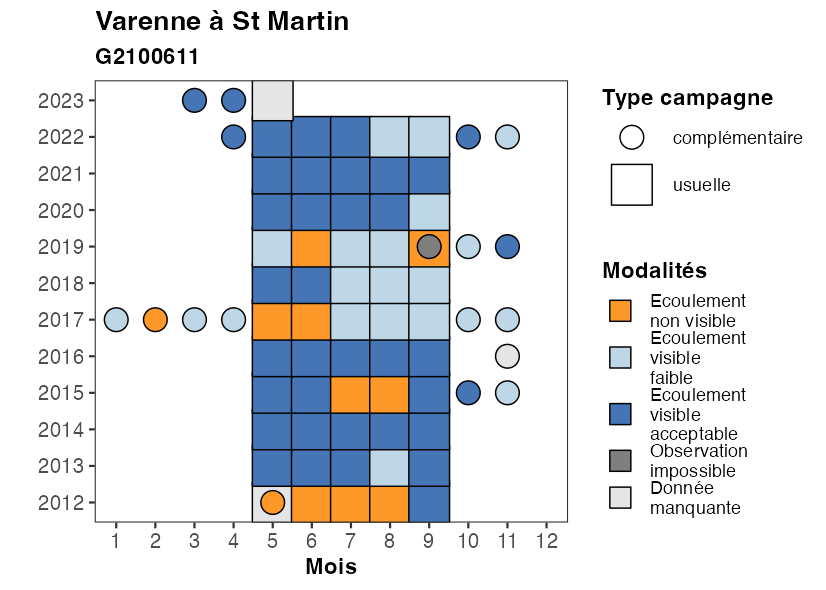 Varenne à St Martin
G2100611
2023
2022
2021
2020
2019
2018
2017
2016
2015
2014
2013
2012
1 2 3 4 5 6 7 8 9 10 11 12
Mois
Type campagne
complémentaire
usuelle
Modalités
Ecoulement
non visible
Ecoulement
visible
faible
Ecoulement
visible
acceptable
Observation
impossible
Donnée
manquante